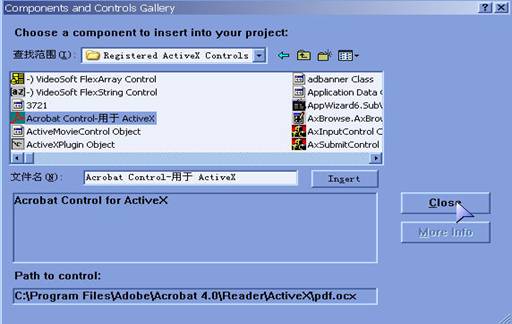 Components and Controls Gallery
Choose a component to insert into your project:
查找范围(I): Registered ActiveX Controls
-) VideoSoft FlexArray Control
az) -) VideoSoft FlexString Control
3721
Acrobat Control-用于 ActiveX
ActiveMovieControl Object
ActiveXPlugin Object
adbanner Class
Application Data C
AppWizard6.SubW
AxBrowse.AxBrow
AxInputControl C
AxSubmitControl
文件名(N): Acrobat Control-用于 ActiveX Insert
Acrobat Control for ActiveX
Close
More Info
Path to control:
C:\Program Files\Adobe\Acrobat 4.0\Reader\ActiveX\pdf.ocx